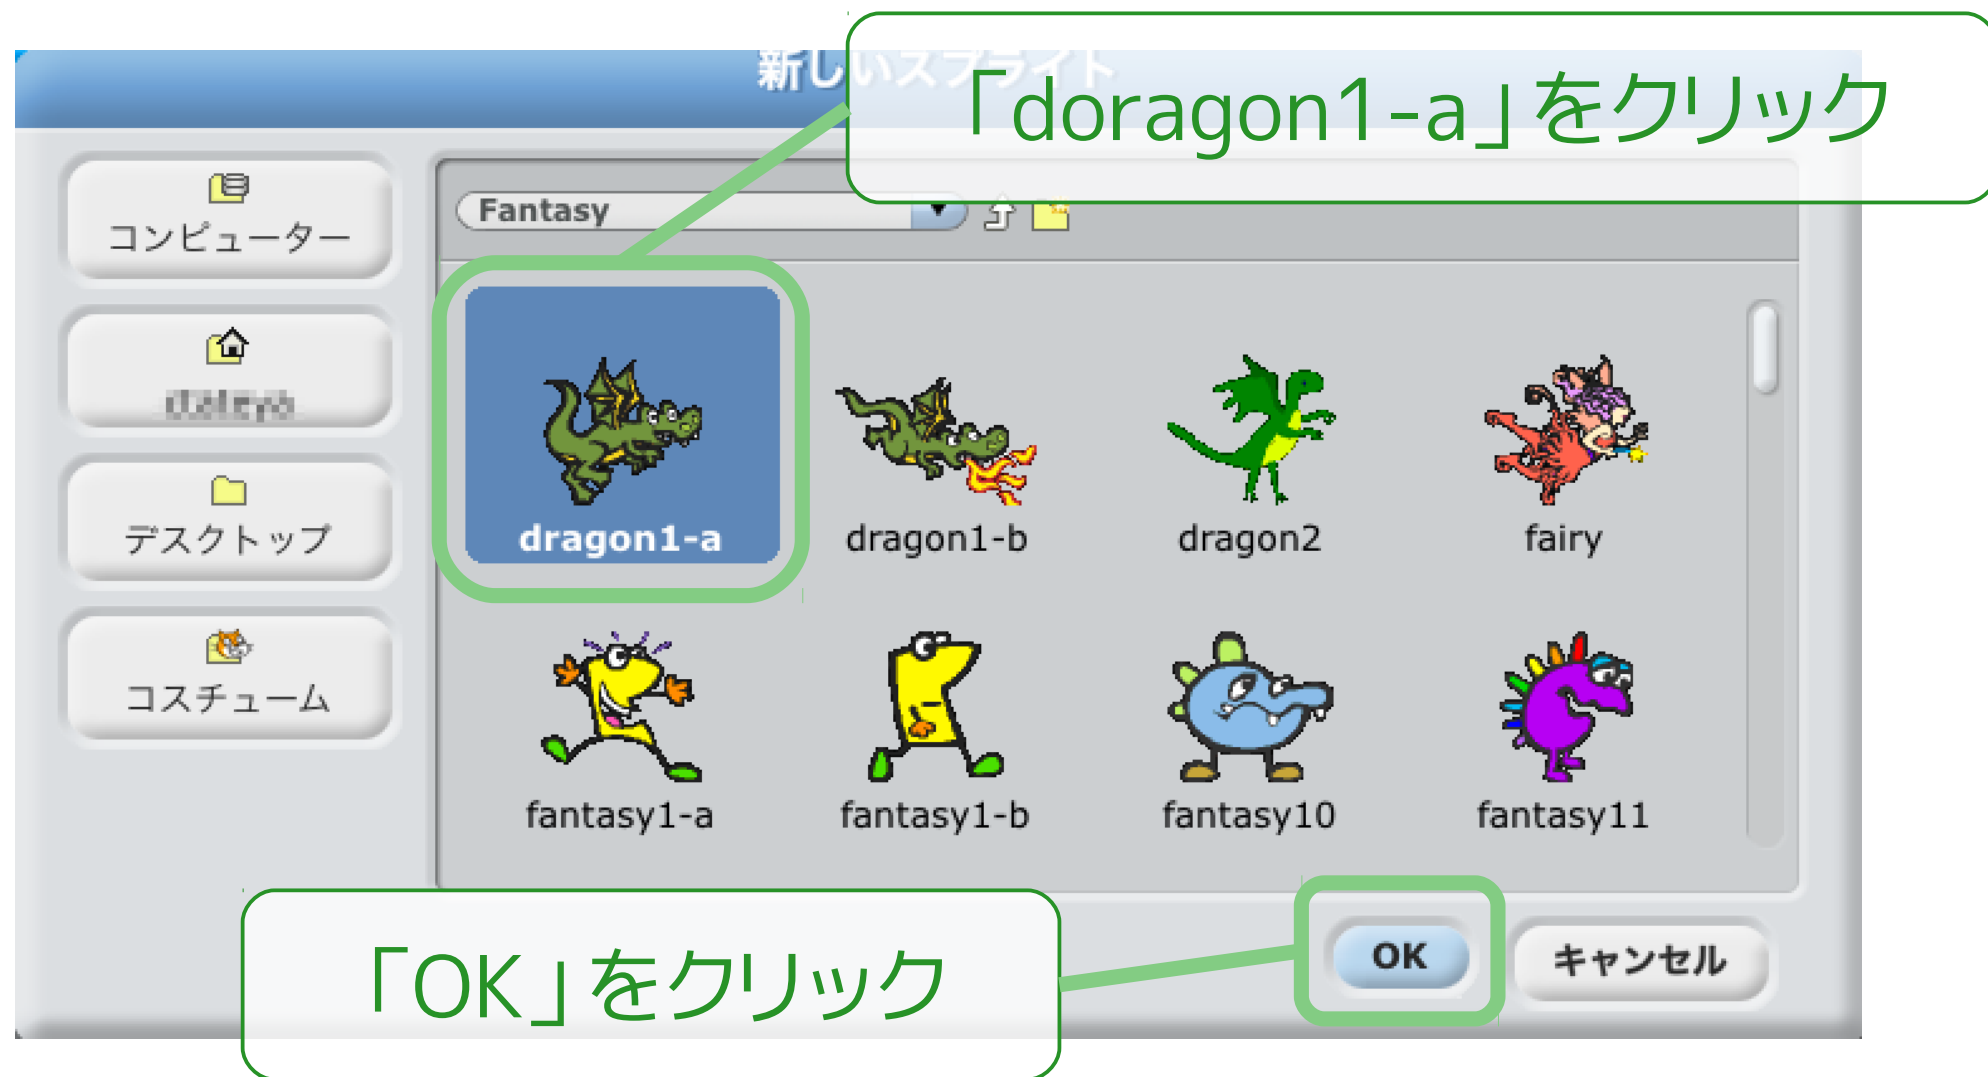 新しいスプライト
「doragon1-a」をクリック
コンピューター
デスクトップ
コスチューム
Fantasy
dragon1-a
dragon1-b
dragon2
fairy
fantasy1-a
fantasy1-b
fantasy10
fantasy11
「OK」をクリック
OK
キャンセル